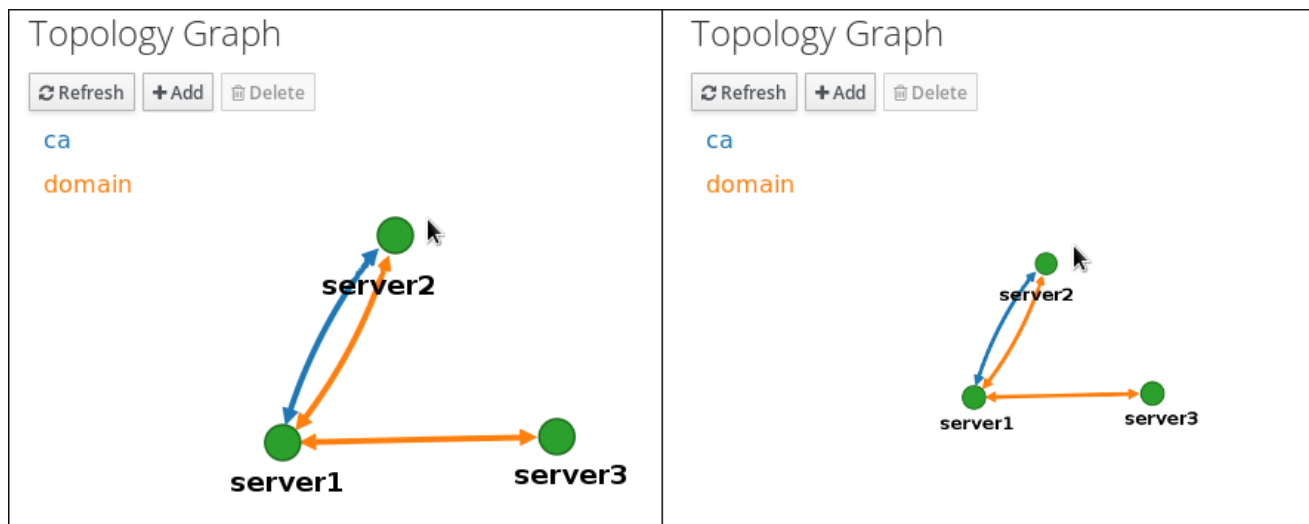 Topology Graph
Refresh Add Delete
ca
domain
server2
server1
server3
Topology Graph
Refresh Add Delete
ca
domain
server2
server1
server3